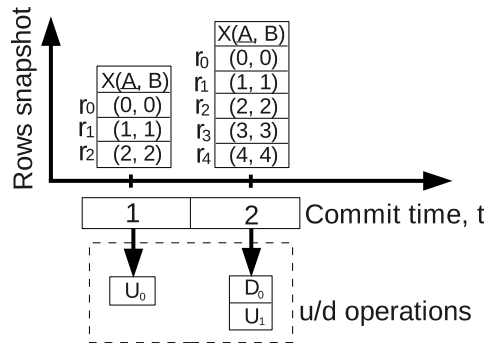 Rows snapshot
X(A, B)
r0 (0, 0)
r1 (1, 1)
r2 (2, 2)
X(A, B)
r0 (0, 0)
r1 (1, 1)
r2 (2, 2)
r3 (3, 3)
r4 (4, 4)
1 2 Commit time, t
U0
D0
U1
u/d operations